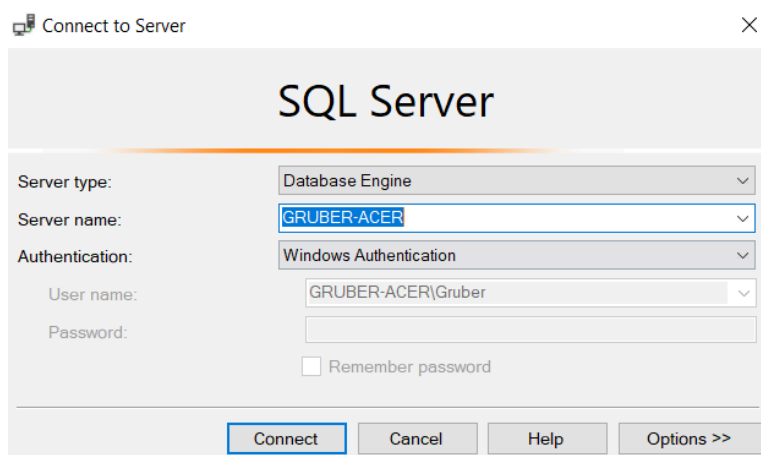 Connect to Server
SQL Server
Server type: Database Engine
Server name: GRUBER-ACER
Authentication: Windows Authentication
User name: GRUBER-ACER\Gruber
Password:
Remember password
Connect Cancel Help Options >>